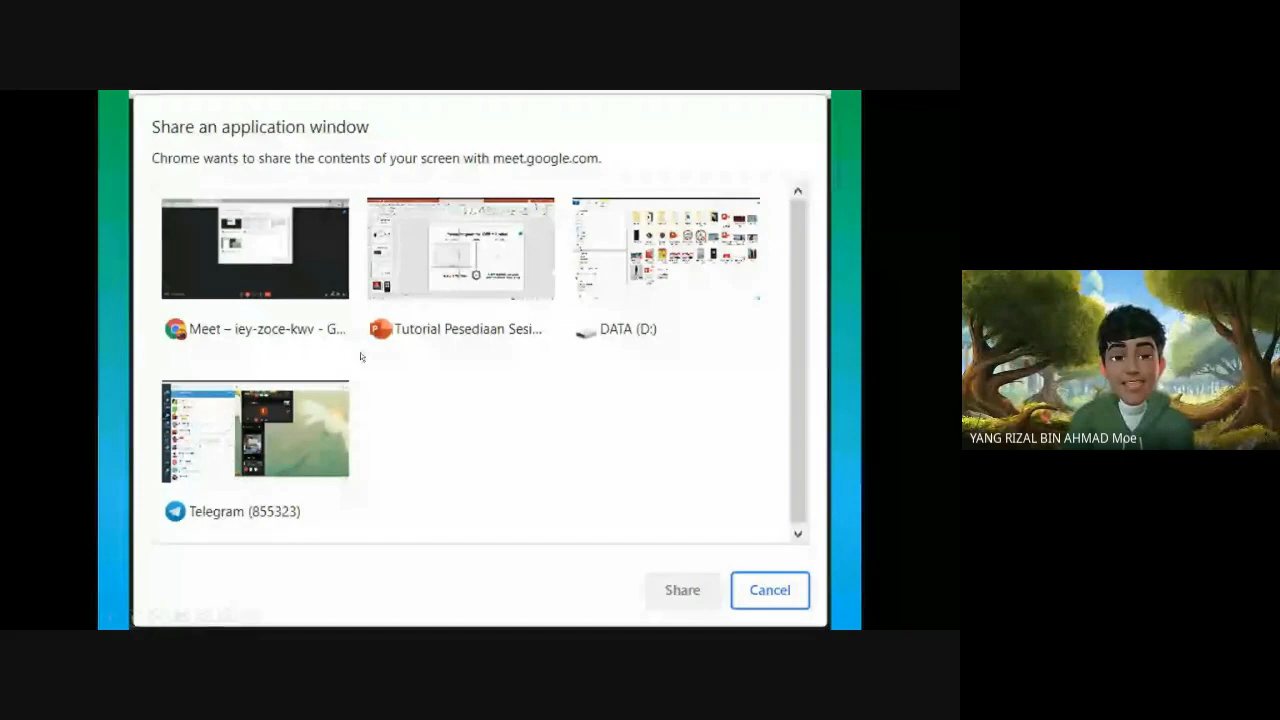 Share an application window
Chrome wants to share the contents of your screen with meet.google.com.
Meet – iey-zoce-kwv - G...
Tutorial Pesediaan Sesi...
DATA (D:)
Telegram (855323)
Share
Cancel
YANG RIZAL BIN AHMAD Moe